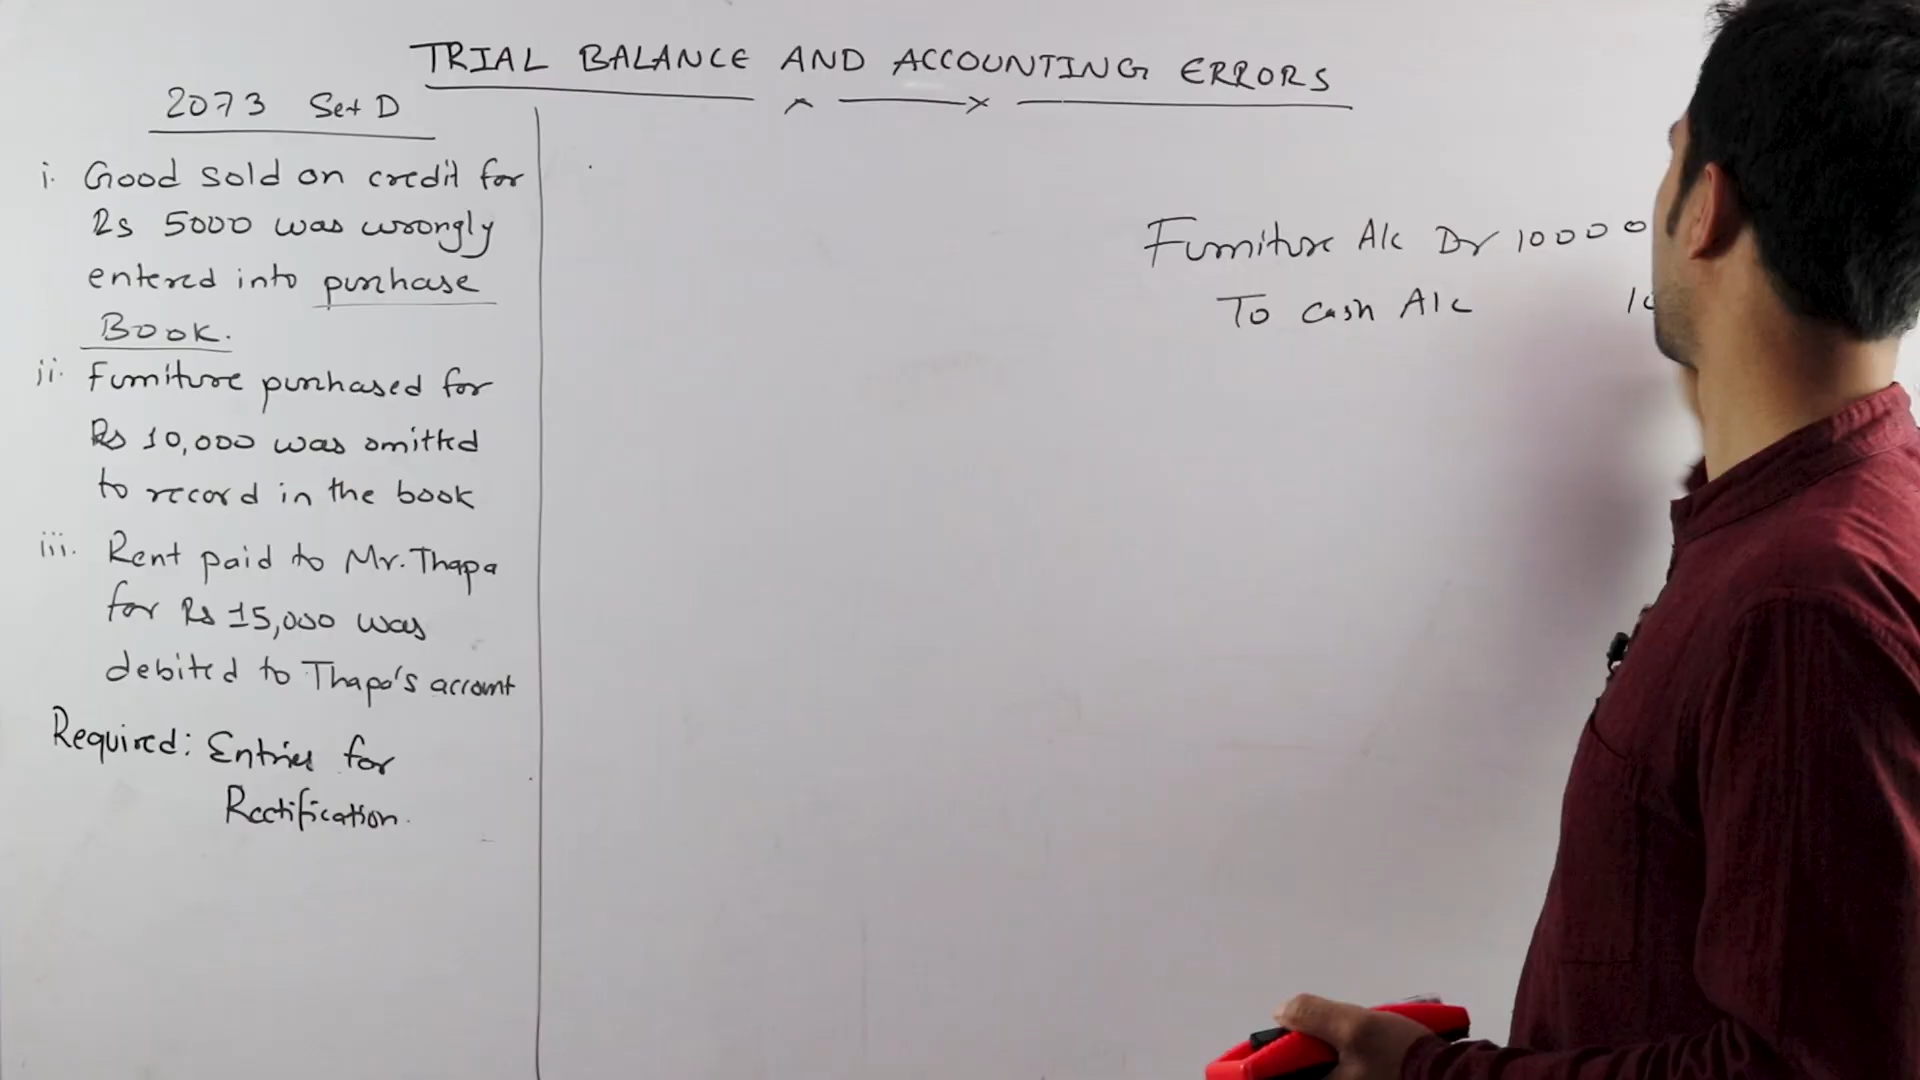 TRIAL BALANCE AND ACCOUNTING ERRORS
2073 Set D
i. Good sold on credit for
Rs 5000 was wrongly
entered into purchase
Book.
ii. Furniture purchased for
Rs 10,000 was omitted
to record in the book
iii. Rent paid to Mr. Thapa
for Rs 15,000 was
debited to Thapa's account
Required: Entries for
Rectification.
Furniture A/c Dr 10000
To Cash A/c 10